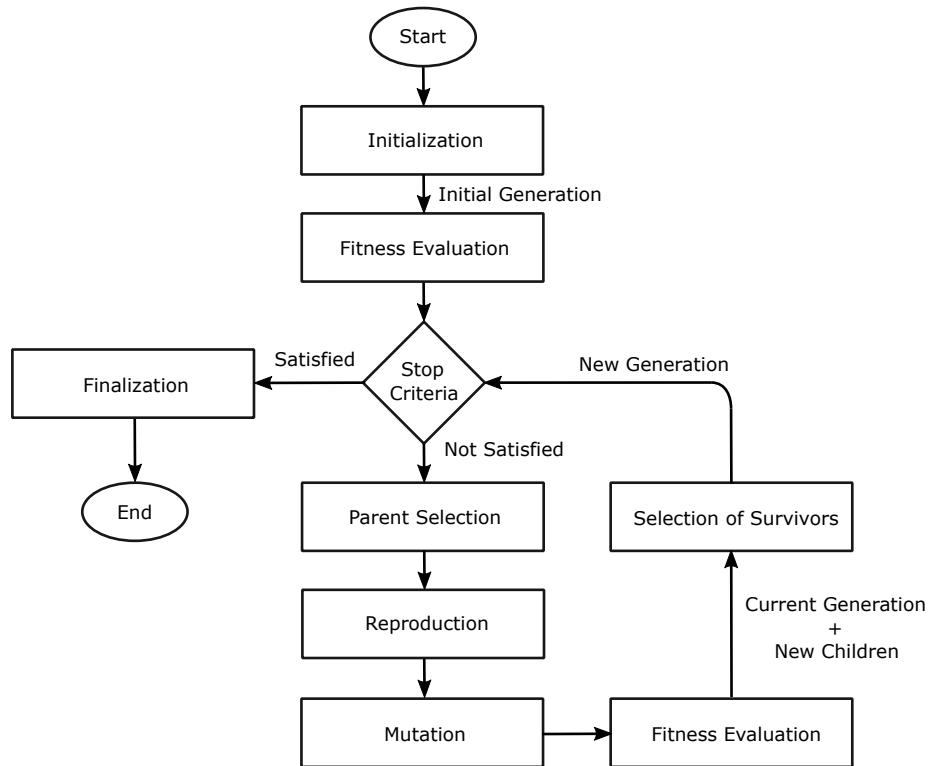 Start
Initialization
Initial Generation
Fitness Evaluation
Satisfied
Stop
Criteria
New Generation
Finalization
Not Satisfied
End
Parent Selection
Selection of Survivors
Reproduction
Current Generation
+
New Children
Mutation
Fitness Evaluation